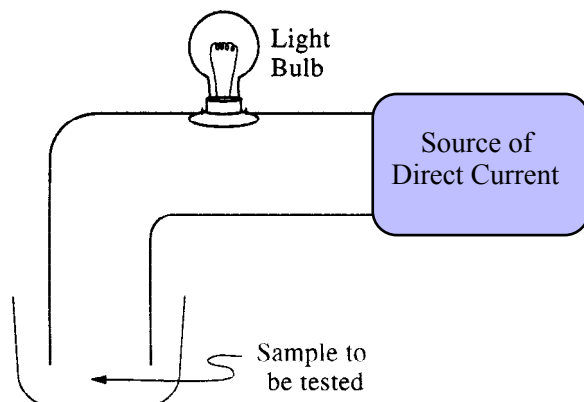 Light
Bulb
Source of
Direct Current
Sample to
be tested